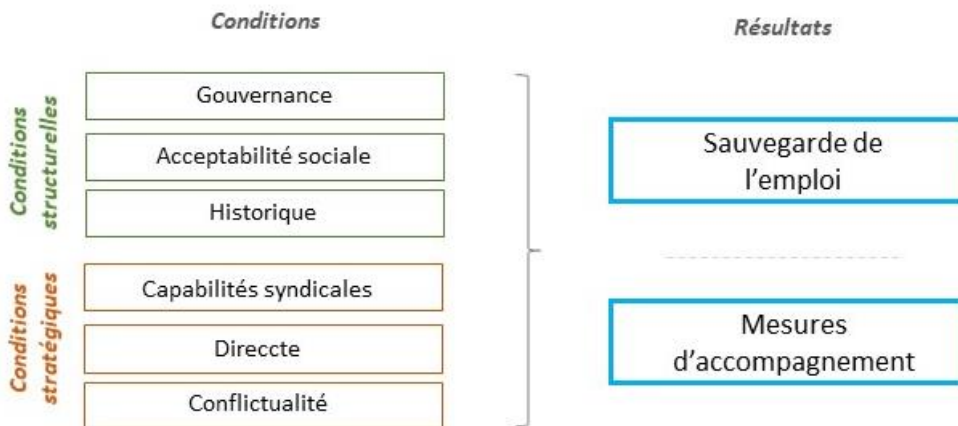 Conditions
Résultats
Conditions
structurelles
Gouvernance
Acceptabilité sociale
Historique
Conditions
stratégiques
Capabilités syndicales
Direccte
Conflictualité
Sauvegarde de
l'emploi
Mesures
d'accompagnement